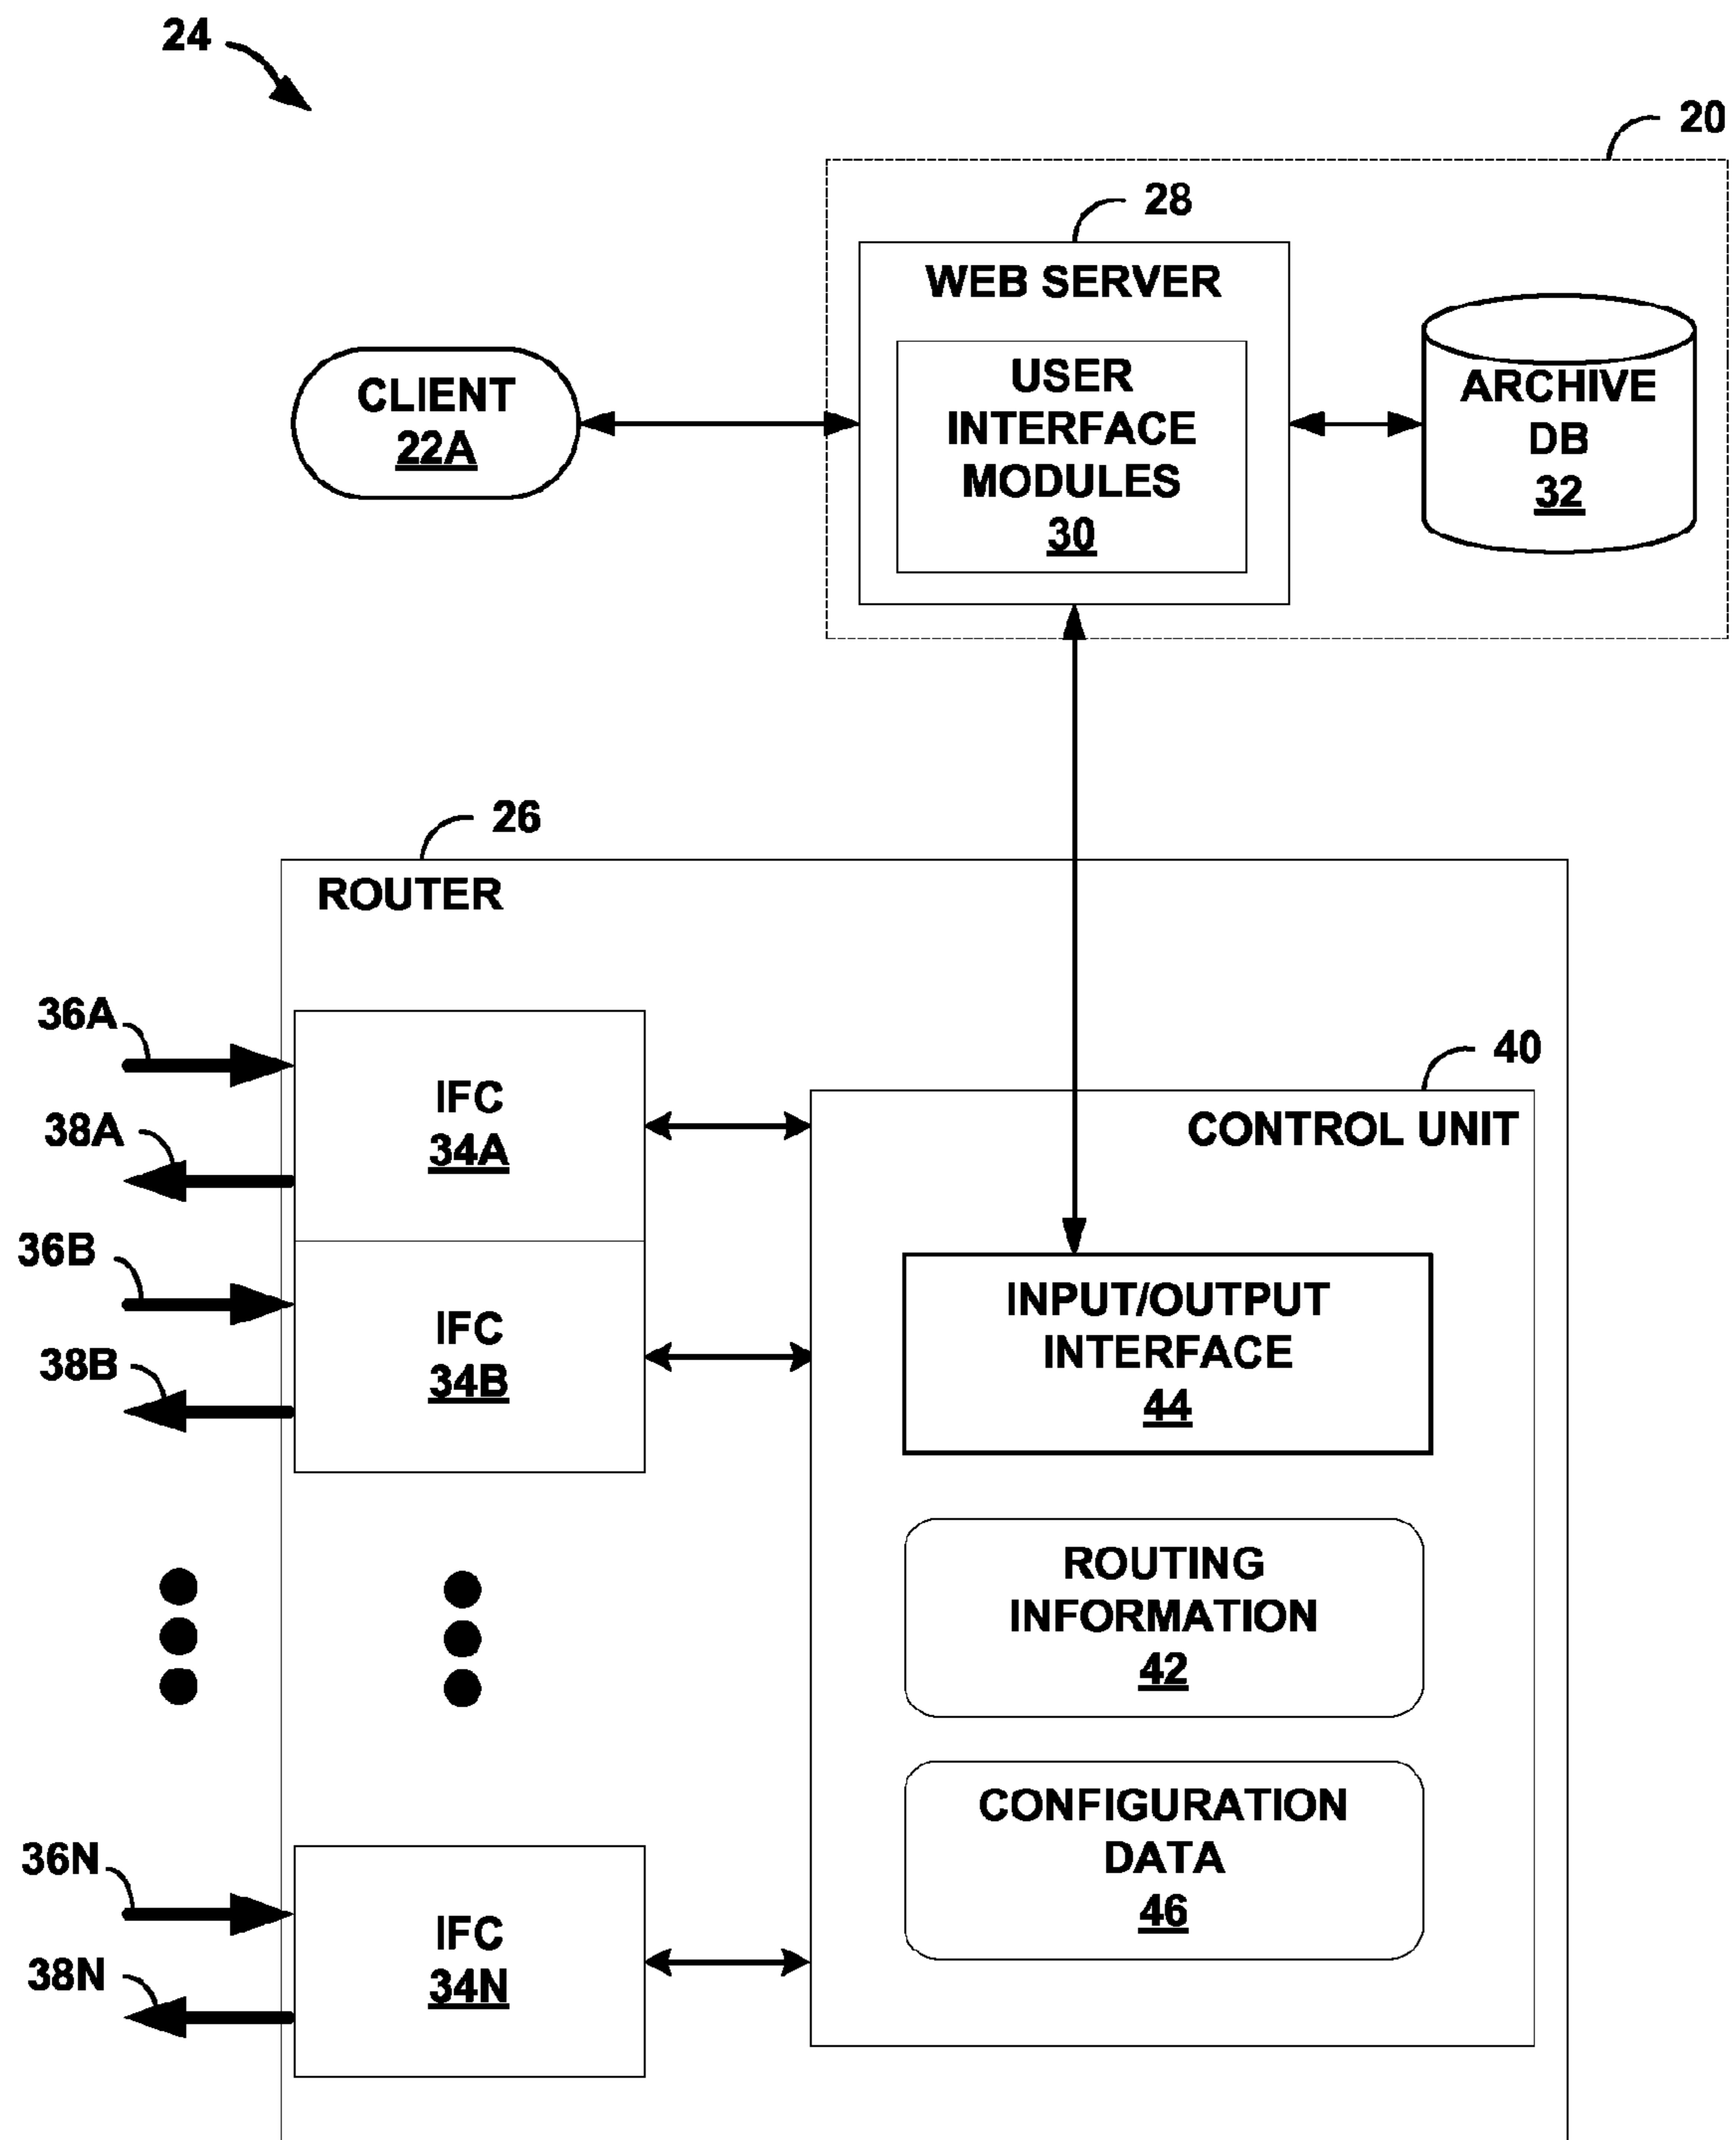 24
20
28
WEB SERVER
USER
INTERFACE
MODULES
30
CLIENT
22A
ARCHIVE
DB
32
26
ROUTER
36A
38A
IFC
34A
40
CONTROL UNIT
36B
38B
IFC
34B
INPUT/OUTPUT
INTERFACE
44
ROUTING
INFORMATION
42
CONFIGURATION
DATA
46
36N
38N
IFC
34N